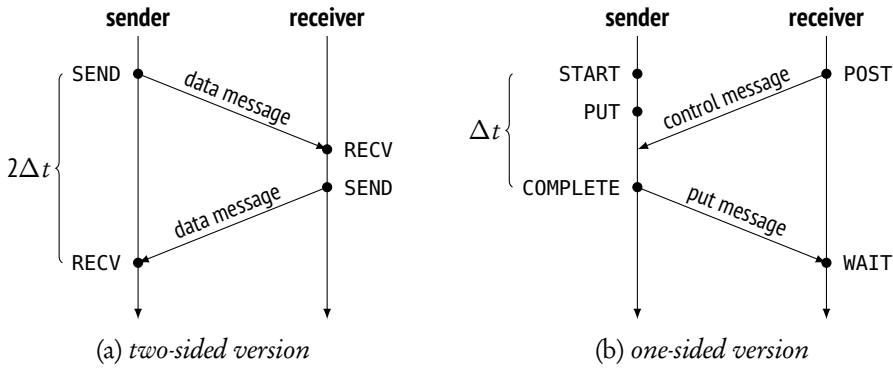 sender receiver
SEND
data message
2Δt
RECV
SEND
data message
RECV
(a) two-sided version
sender receiver
START POST
control message
PUT
Δt
COMPLETE
put message
WAIT
(b) one-sided version